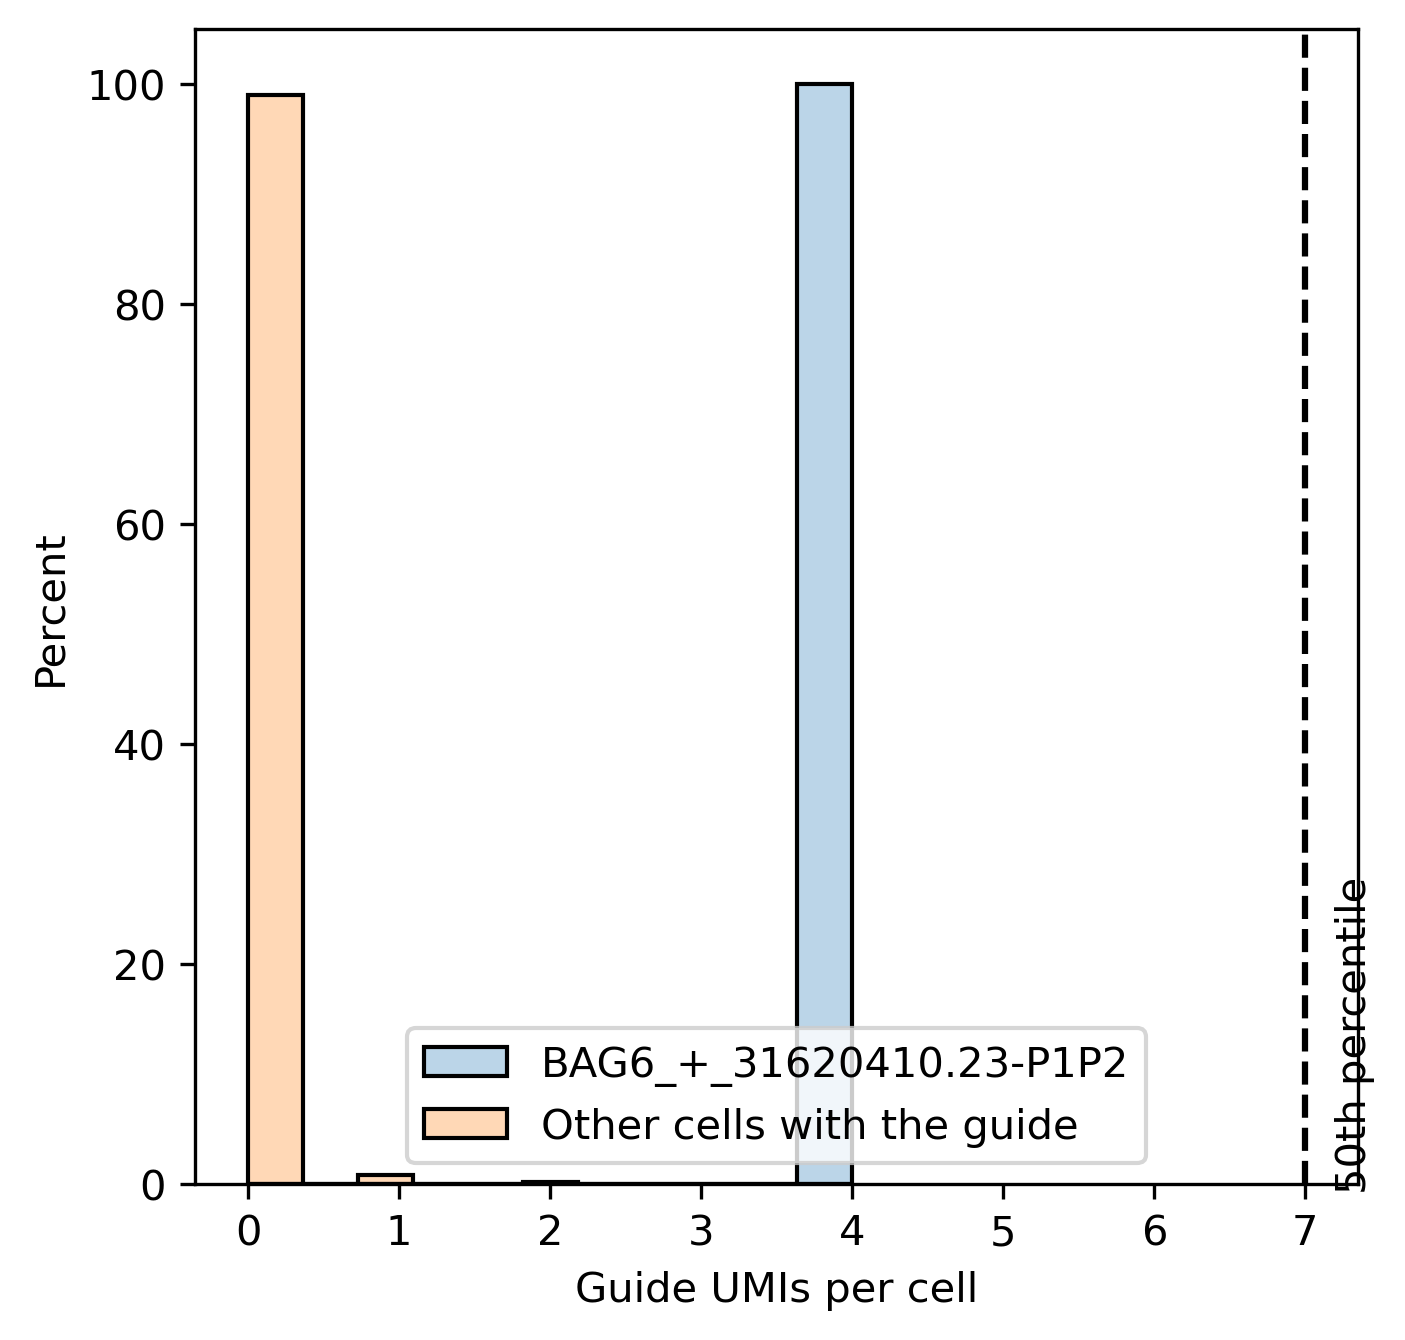 100
80
60
40
20
0
Percent
BAG6_+_31620410.23-P1P2
Other cells with the guide
50th percentile
0 1 2 3 4 5 6 7
Guide UMIs per cell